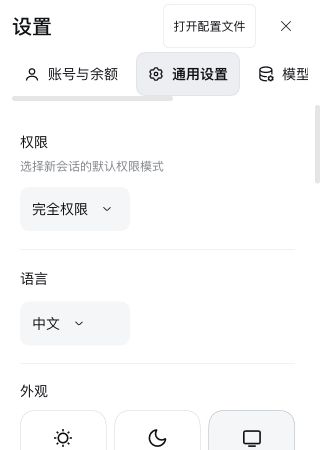 设置
打开配置文件
账号与余额
通用设置
模型
权限
选择新会话的默认权限模式
完全权限
语言
中文
外观